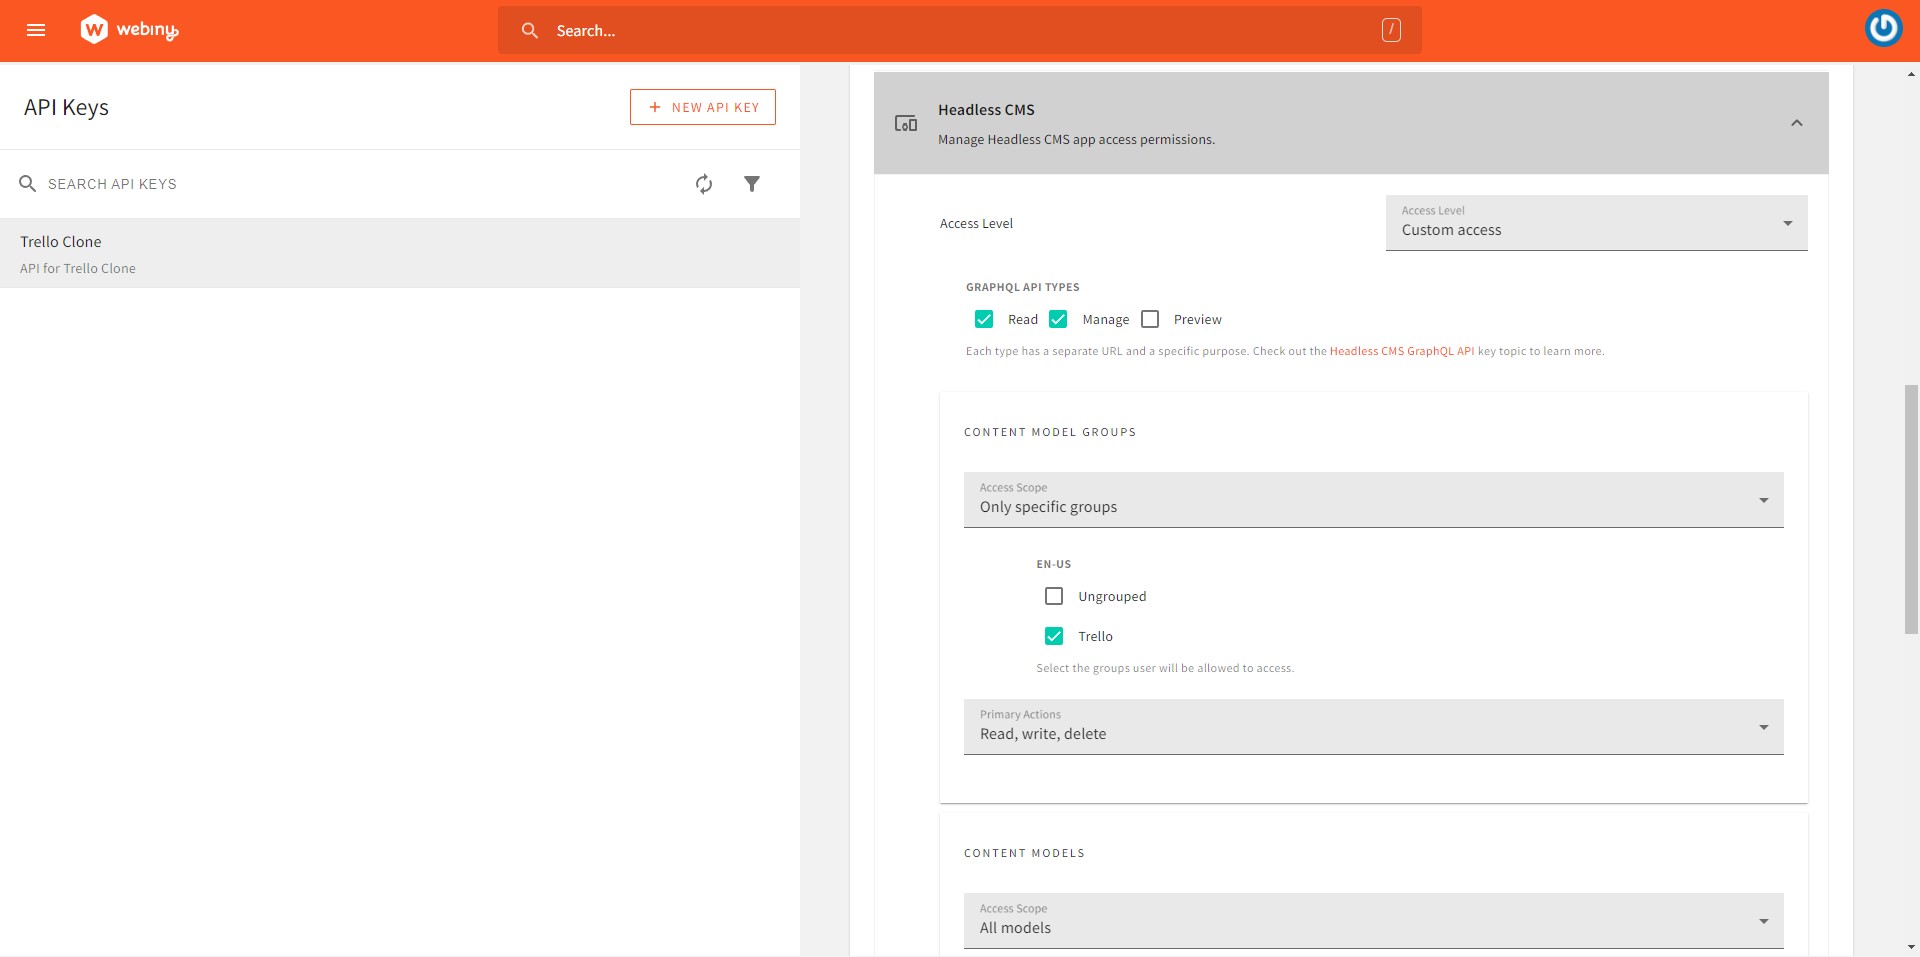 webiny
Search...
/
API Keys
+ NEW API KEY
SEARCH API KEYS
Trello Clone
API for Trello Clone
Headless CMS
Manage Headless CMS app access permissions.
Access Level
Access Level
Custom access
GRAPHQL API TYPES
Read Manage Preview
Each type has a separate URL and a specific purpose. Check out the Headless CMS GraphQL API key topic to learn more.
CONTENT MODEL GROUPS
Access Scope
Only specific groups
EN-US
Ungrouped
Trello
Select the groups user will be allowed to access.
Primary Actions
Read, write, delete
CONTENT MODELS
Access Scope
All models